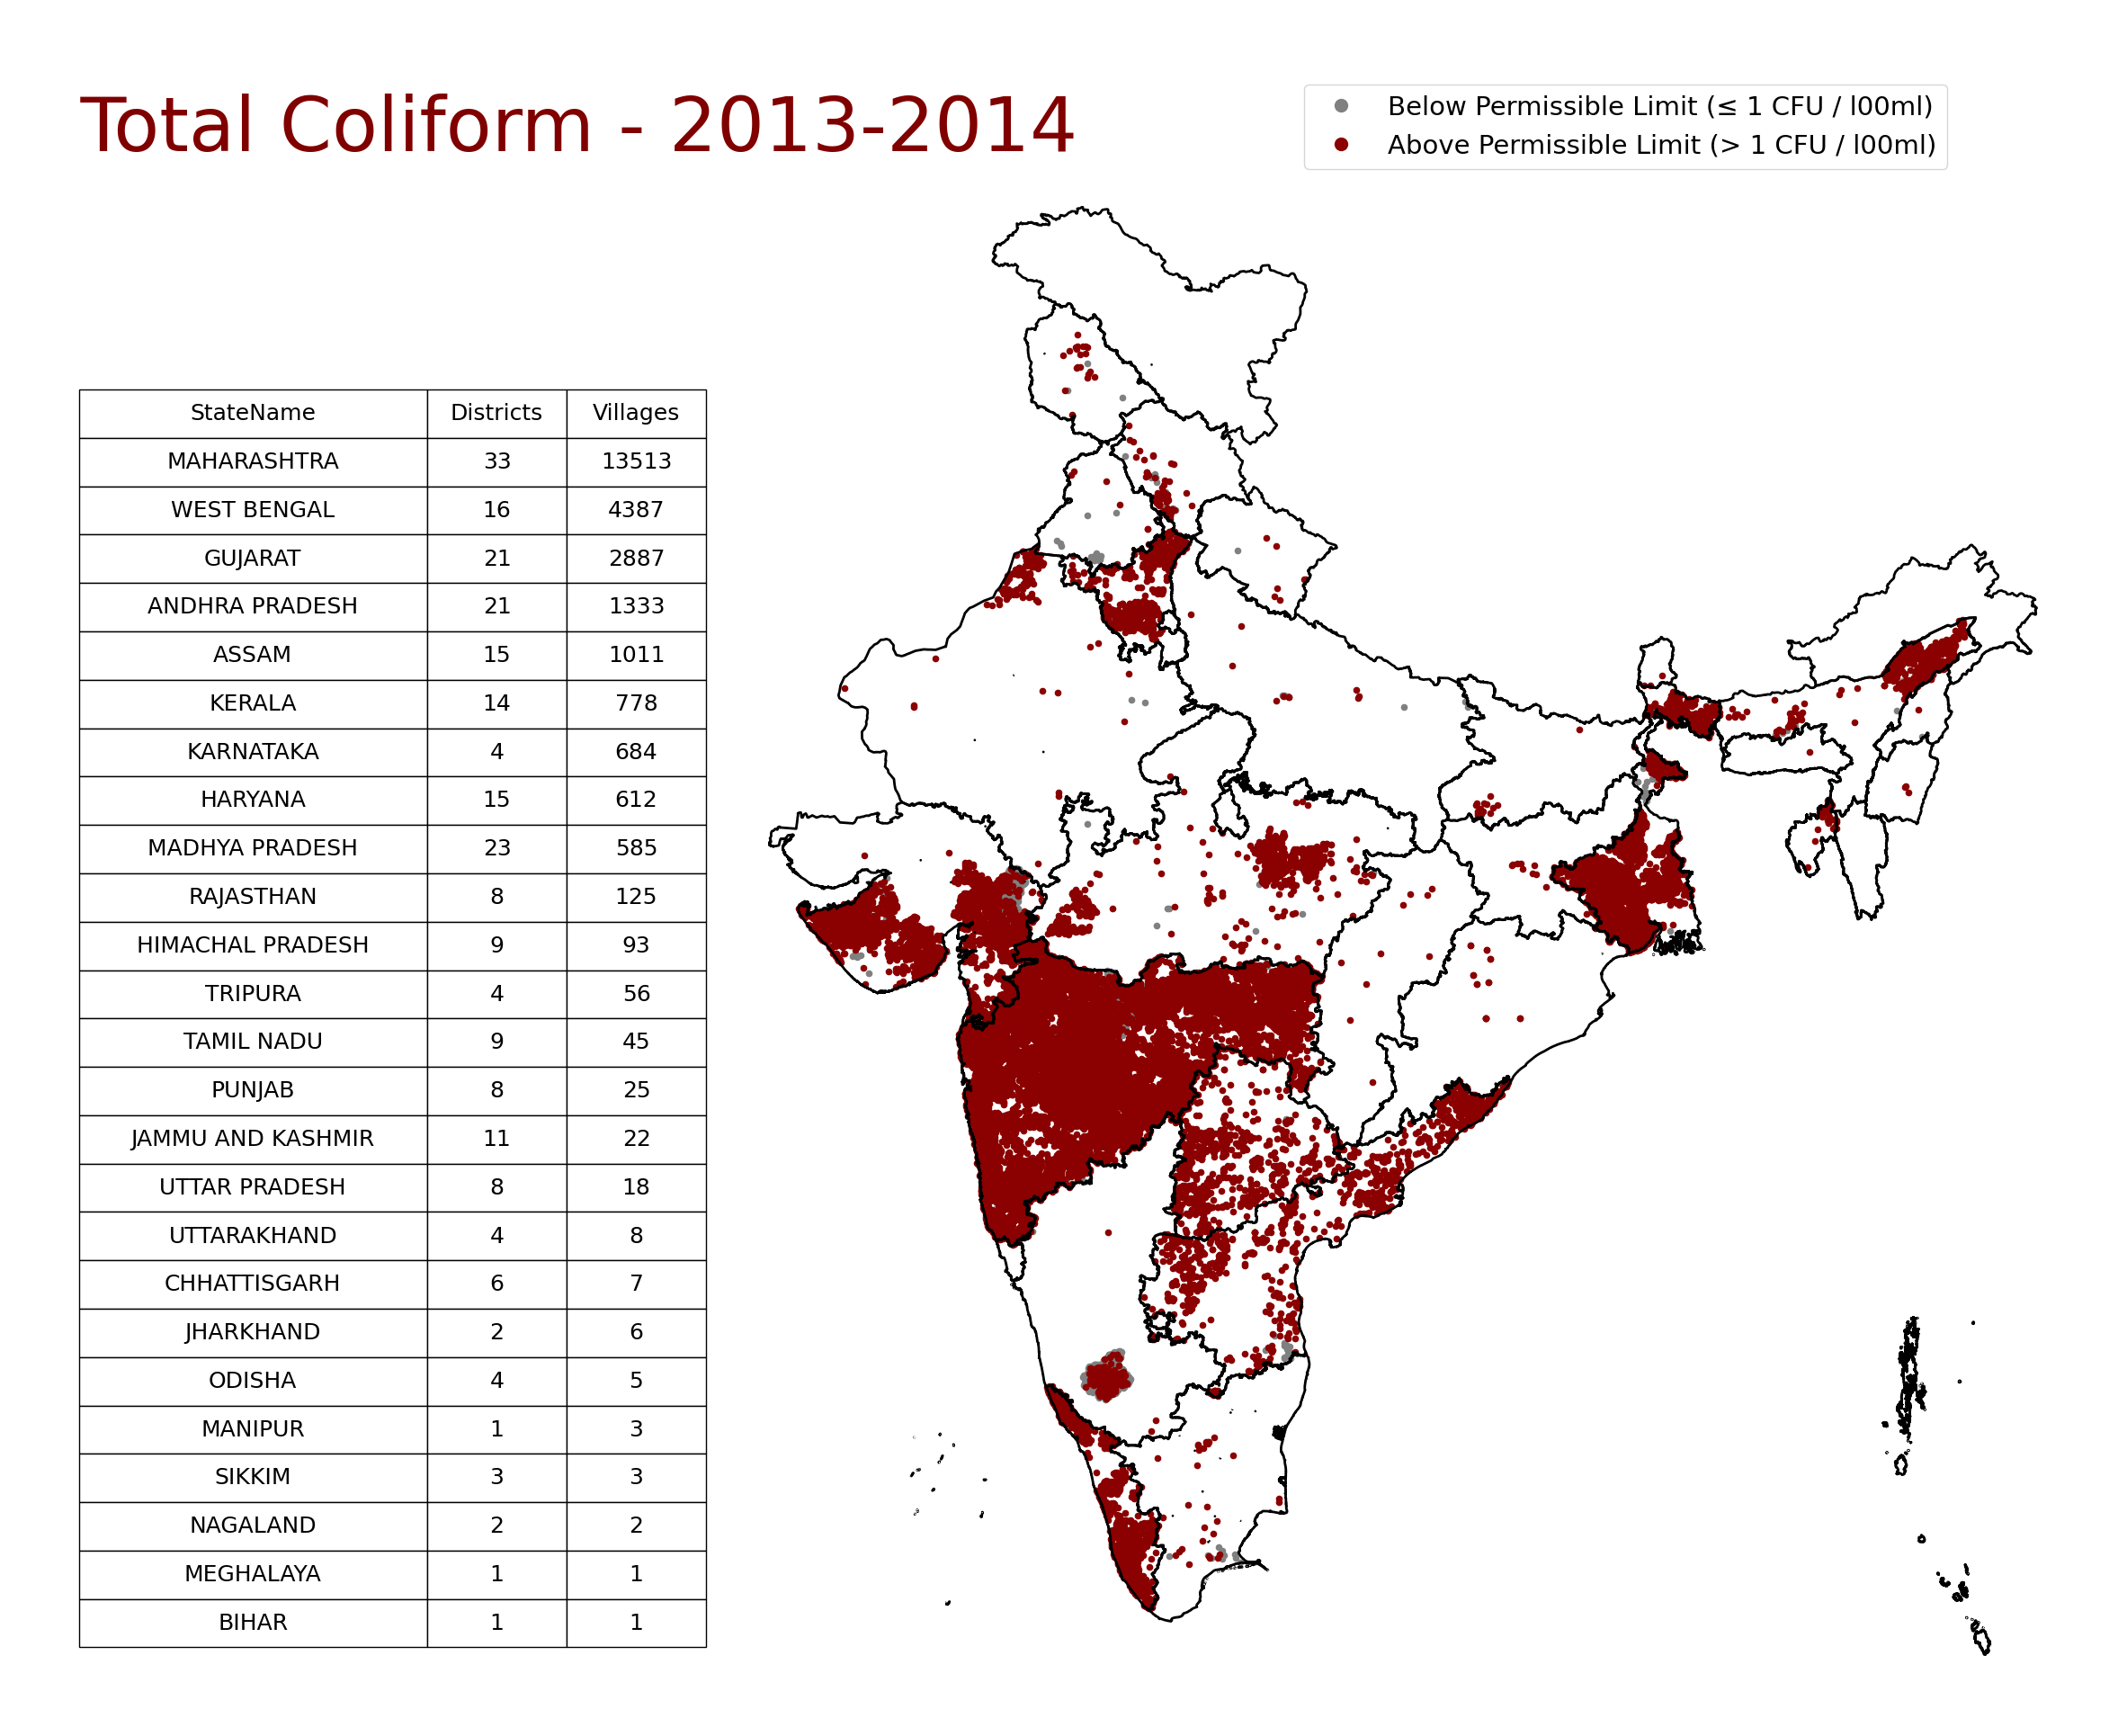 Total Coliform - 2013-2014
Below Permissible Limit (≤ 1 CFU / l00ml)
Above Permissible Limit (> 1 CFU / l00ml)
StateName Districts Villages
MAHARASHTRA 33 13513
WEST BENGAL 16 4387
GUJARAT 21 2887
ANDHRA PRADESH 21 1333
ASSAM 15 1011
KERALA 14 778
KARNATAKA 4 684
HARYANA 15 612
MADHYA PRADESH 23 585
RAJASTHAN 8 125
HIMACHAL PRADESH 9 93
TRIPURA 4 56
TAMIL NADU 9 45
PUNJAB 8 25
JAMMU AND KASHMIR 11 22
UTTAR PRADESH 8 18
UTTARAKHAND 4 8
CHHATTISGARH 6 7
JHARKHAND 2 6
ODISHA 4 5
MANIPUR 1 3
SIKKIM 3 3
NAGALAND 2 2
MEGHALAYA 1 1
BIHAR 1 1